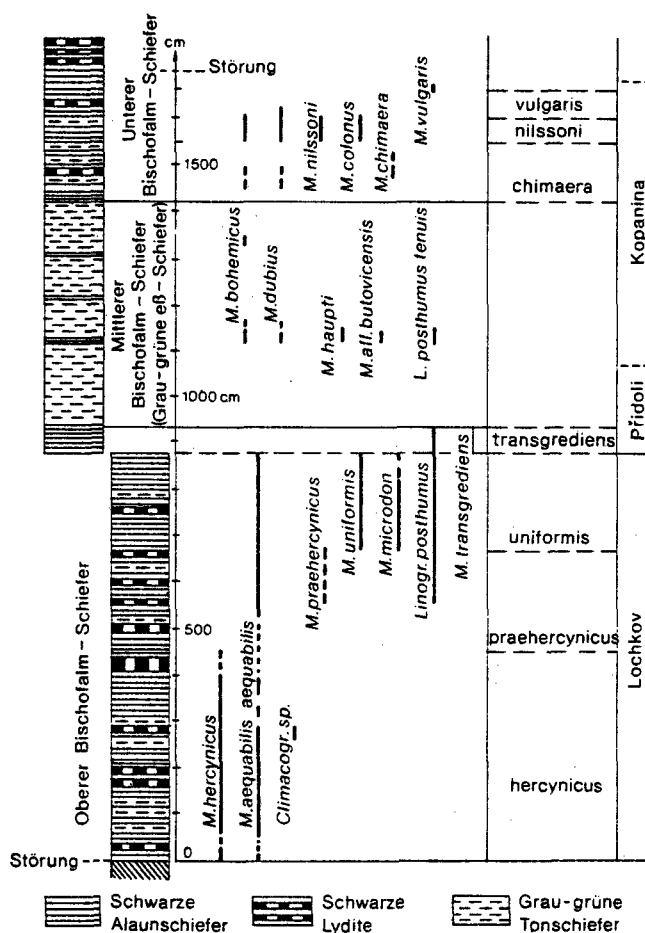 cm
Störung
Unterer
Bischofalm-Schiefer
M. nilssoni
M. colonus
M. chimaera
M. vulgaris
vulgaris
nilssoni
chimaera
1500
Kopanina
Mittlerer
Bischofalm-Schiefer
(Grau-grüne eß-Schiefer)
M. bohemicus
M. dubius
M. haupti
M. aff. butovicensis
L. posthumus tenuis
1000 cm
Přidoli
transgrediens
Oberer Bischofalm-Schiefer
M. praehercynicus
M. uniformis
M. microdon
Linogr. posthumus
M. transgrediens
uniformis
500
praehercynicus
Lochkov
M. hercynicus
M. aequabilis aequabilis
Climacogr. sp.
hercynicus
0
Störung
Schwarze
Alaunschiefer
Schwarze
Lydite
Grau-grüne
Tonschiefer